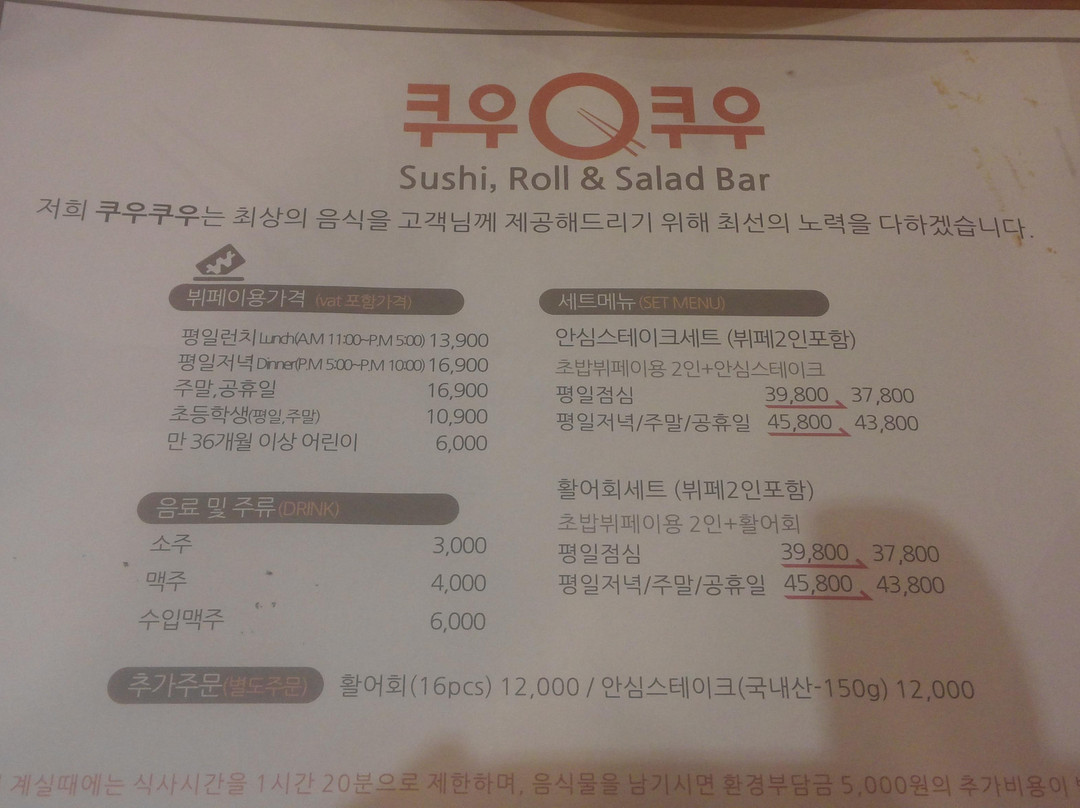 쿠우쿠우
Sushi, Roll & Salad Bar
저희 쿠우쿠우는 최상의 음식을 고객님께 제공해드리기 위해 최선의 노력을 다하겠습니다.
뷔페이용가격 (vat 포함가격)
평일런치 Lunch(A.M 11:00~P.M 5:00) 13,900
평일저녁 Dinner(P.M 5:00~P.M 10:00) 16,900
주말,공휴일 16,900
초등학생(평일,주말) 10,900
만 36개월 이상 어린이 6,000
음료 및 주류 (DRINK)
소주 3,000
맥주 4,000
수입맥주 6,000
세트메뉴 (SET MENU)
안심스테이크세트 (뷔페2인포함)
초밥뷔페이용 2인+안심스테이크
평일점심 39,800 37,800
평일저녁/주말/공휴일 45,800 43,800
활어회세트 (뷔페2인포함)
초밥뷔페이용 2인+활어회
평일점심 39,800 37,800
평일저녁/주말/공휴일 45,800 43,800
추가주문(별도주문) 활어회(16pcs) 12,000 / 안심스테이크(국내산-150g) 12,000
계실때에는 식사시간을 1시간 20분으로 제한하며, 음식물을 남기시면 환경부담금 5,000원의 추가비용이